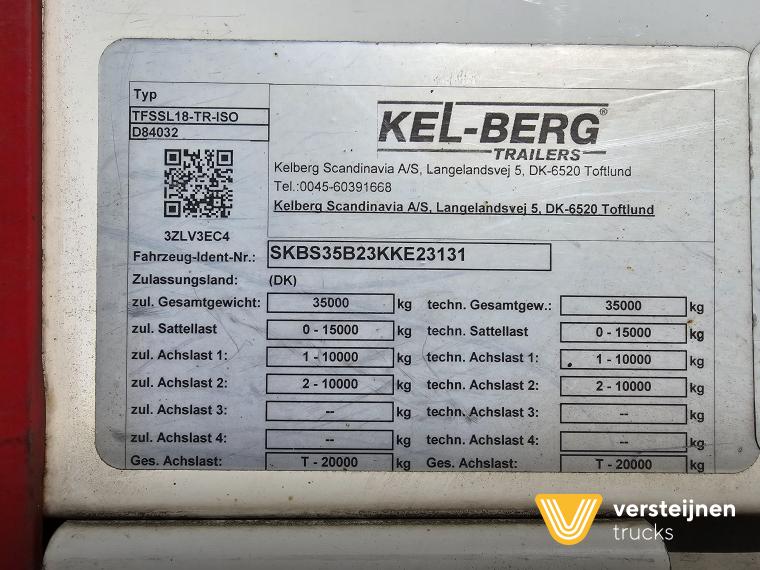 Typ
TFSSL18-TR-ISO
D84032
3ZLV3EC4
KEL-BERG®
TRAILERS
Kelberg Scandinavia A/S, Langelandsvej 5, DK-6520 Toftlund
Tel.:0045-60391668
Kelberg Scandinavia A/S, Langelandsvej 5, DK-6520 Toftlund
Fahrzeug-Ident-Nr.: SKBS35B23KKE23131
Zulassungsland: (DK)
zul. Gesamtgewicht: 35000 kg techn. Gesamtgew.: 35000 kg
zul. Sattellast 0 - 15000 kg techn. Sattellast 0 - 15000 kg
zul. Achslast 1: 1 - 10000 kg techn. Achslast 1: 1 - 10000 kg
zul. Achslast 2: 2 - 10000 kg techn. Achslast 2: 2 - 10000 kg
zul. Achslast 3: -- kg techn. Achslast 3: -- kg
zul. Achslast 4: -- kg techn. Achslast 4: -- kg
Ges. Achslast: T - 20000 kg Ges. Achslast: T - 20000 kg
versteijnen
trucks